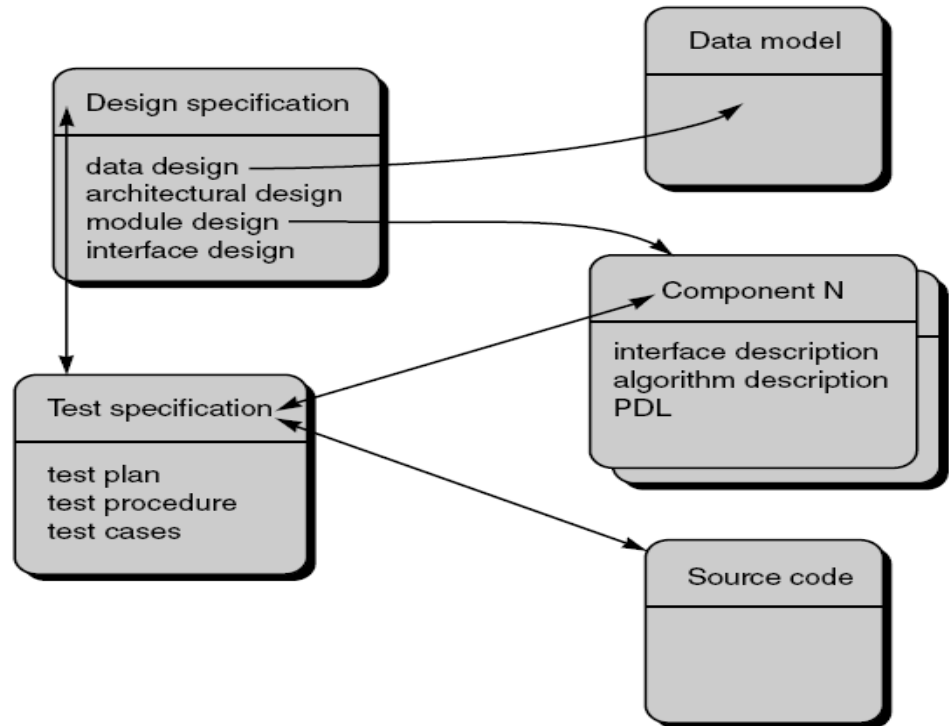 Data model
Design specification
data design
architectural design
module design
interface design
Component N
interface description
algorithm description
PDL
Test specification
test plan
test procedure
test cases
Source code